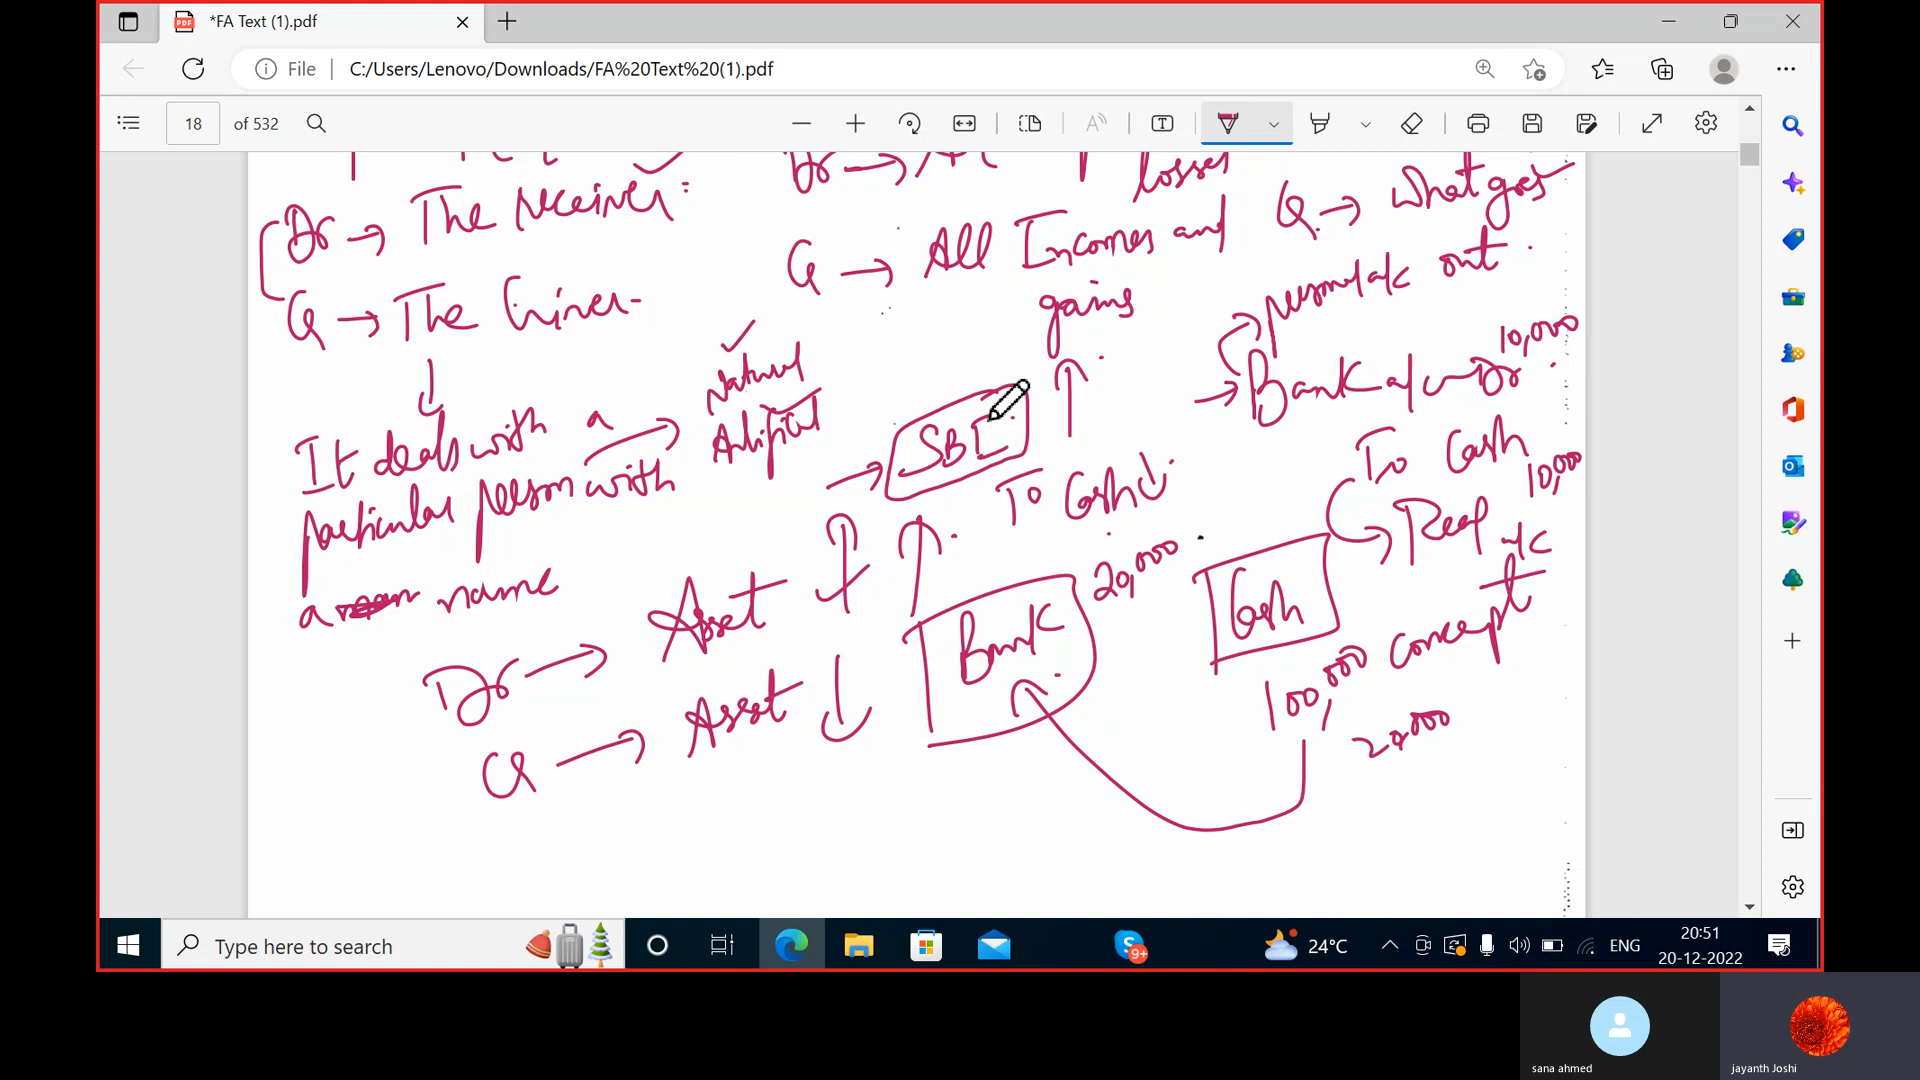 *FA Text (1).pdf
File
C:/Users/Lenovo/Downloads/FA%20Text%20(1).pdf
18 of 532
Dr → The receiver
Cr → The Giver
It deals with a
particular person with
a name
Natural
Artificial
Dr →
losses
Cr → All Incomes and
gains
Cr → what goes
out
personal a/c
→ Bank a/c Dr 10,000
To Cash 10,000
Real a/c
SBI
To Cash
Dr → Asset
Cr → Asset
Bank
20,000
Cash
concept
100,000
20,000
Type here to search
9+
24°C
ENG
20:51
20-12-2022
sana ahmed
jayanth Joshi